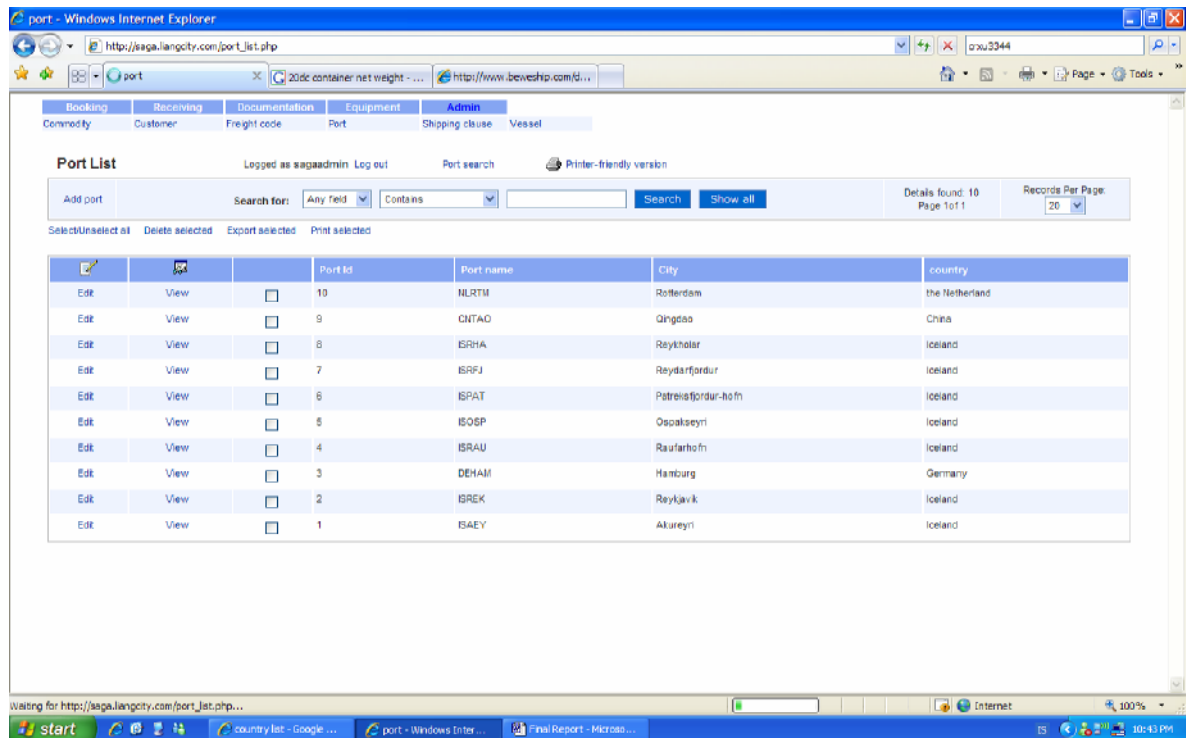 port - Windows Internet Explorer
http://saga.liangcity.com/port_list.php
port 20dc container net weight - ... http://www.beweship.com/d... Page Tools
Booking Receiving Documentation Equipment Admin
Commodity Customer Freight code Port Shipping clause Vessel
Port List Logged as sagaadmin Log out Port search Printer-friendly version
Add port Search for: Any field Contains Search Show all Details found: 10 Page 1of 1 Records Per Page: 20
Select/Unselect all Delete selected Export selected Print selected
Port Id Port name City country
Edit View 10 NLRTM Rotterdam the Netherland
Edit View 9 CNTAO Qingdao China
Edit View 8 ISRHA Reykholar Iceland
Edit View 7 ISRFJ Reydarfjordur Iceland
Edit View 6 ISPAT Patreksfjordur-hofn Iceland
Edit View 5 ISOSP Ospakseyri Iceland
Edit View 4 ISRAU Raufarhofn Iceland
Edit View 3 DEHAM Hamburg Germany
Edit View 2 ISREK Reykjavik Iceland
Edit View 1 ISAEY Akureyri Iceland
Waiting for http://saga.liangcity.com/port_list.php... Internet 100%
start country list - Google ... port - Windows Inter... Final Report - Microso... IS 10:43 PM